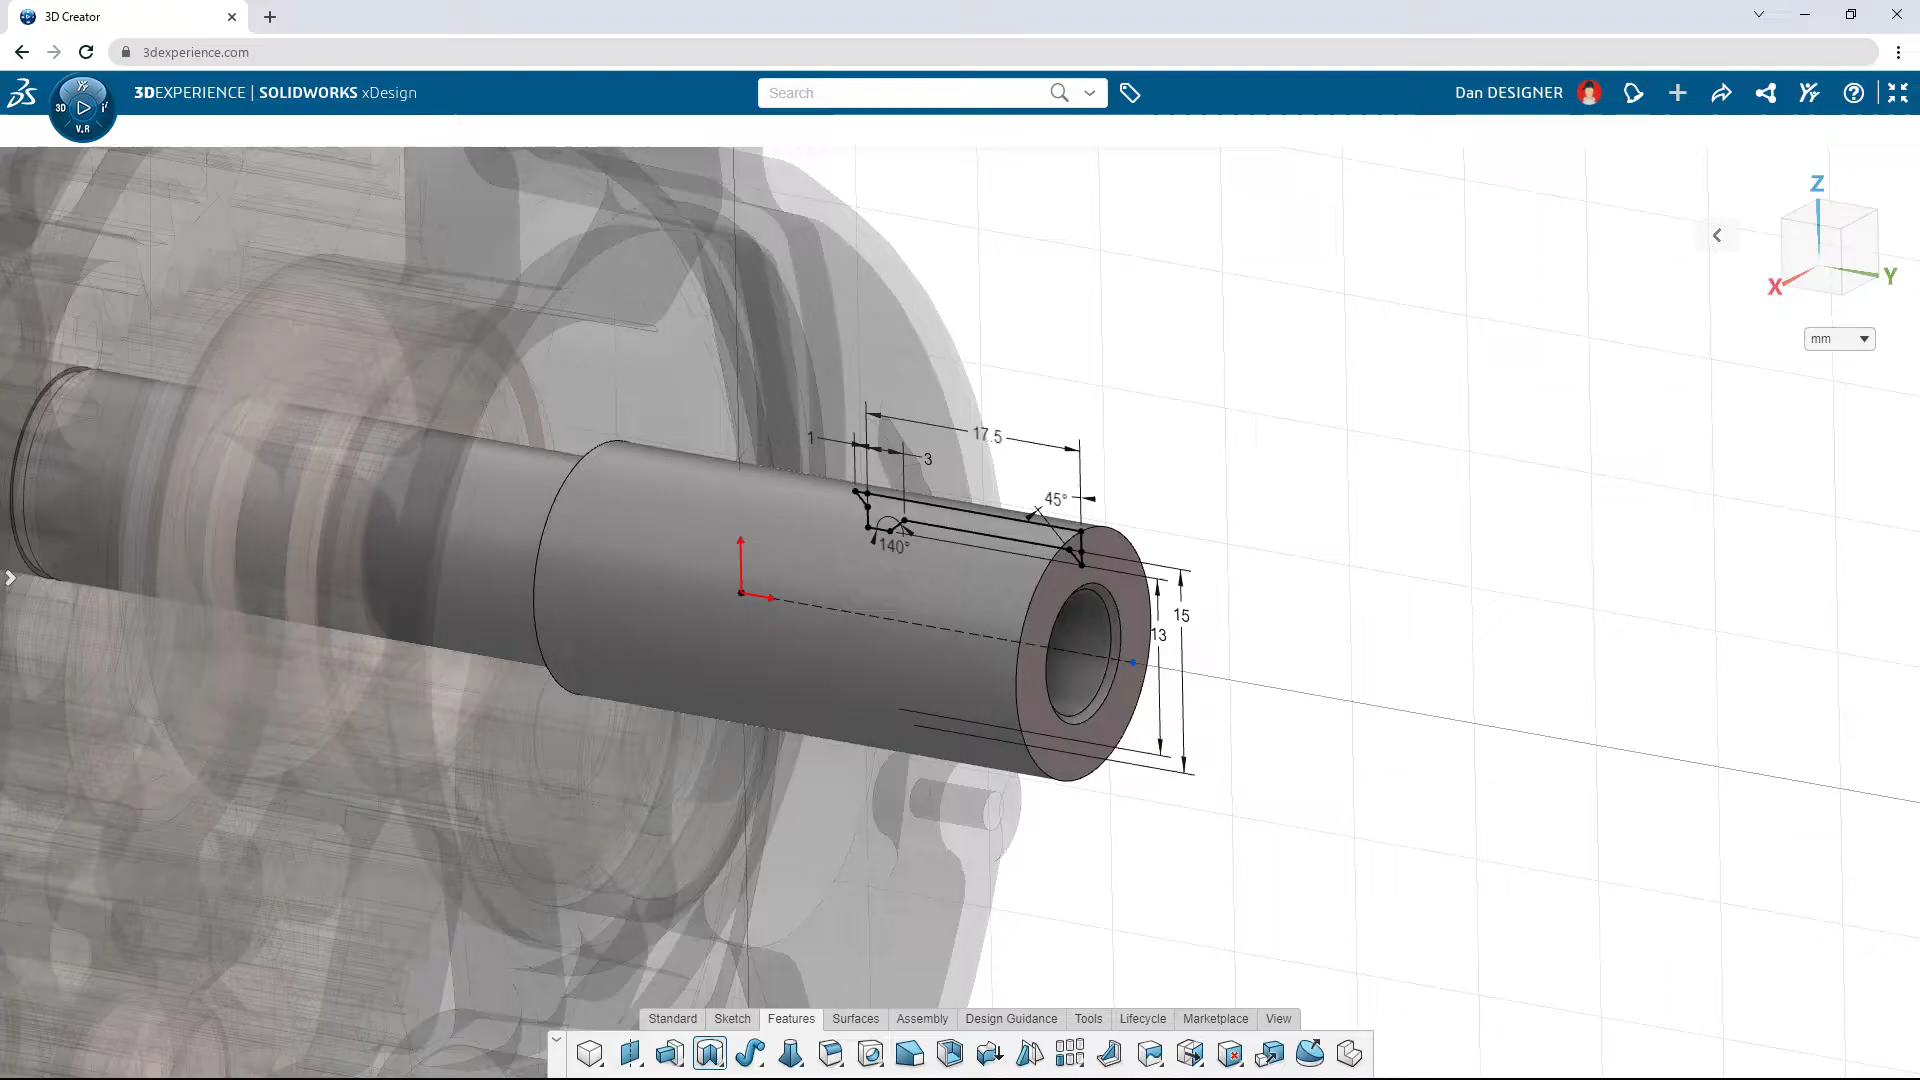 3D Creator
3dexperience.com
3DEXPERIENCE | SOLIDWORKS xDesign
Search
Dan DESIGNER
3D
V.R
Z
X
Y
mm
17.5
1
3
45°
140°
15
13
Standard
Sketch
Features
Surfaces
Assembly
Design Guidance
Tools
Lifecycle
Marketplace
View